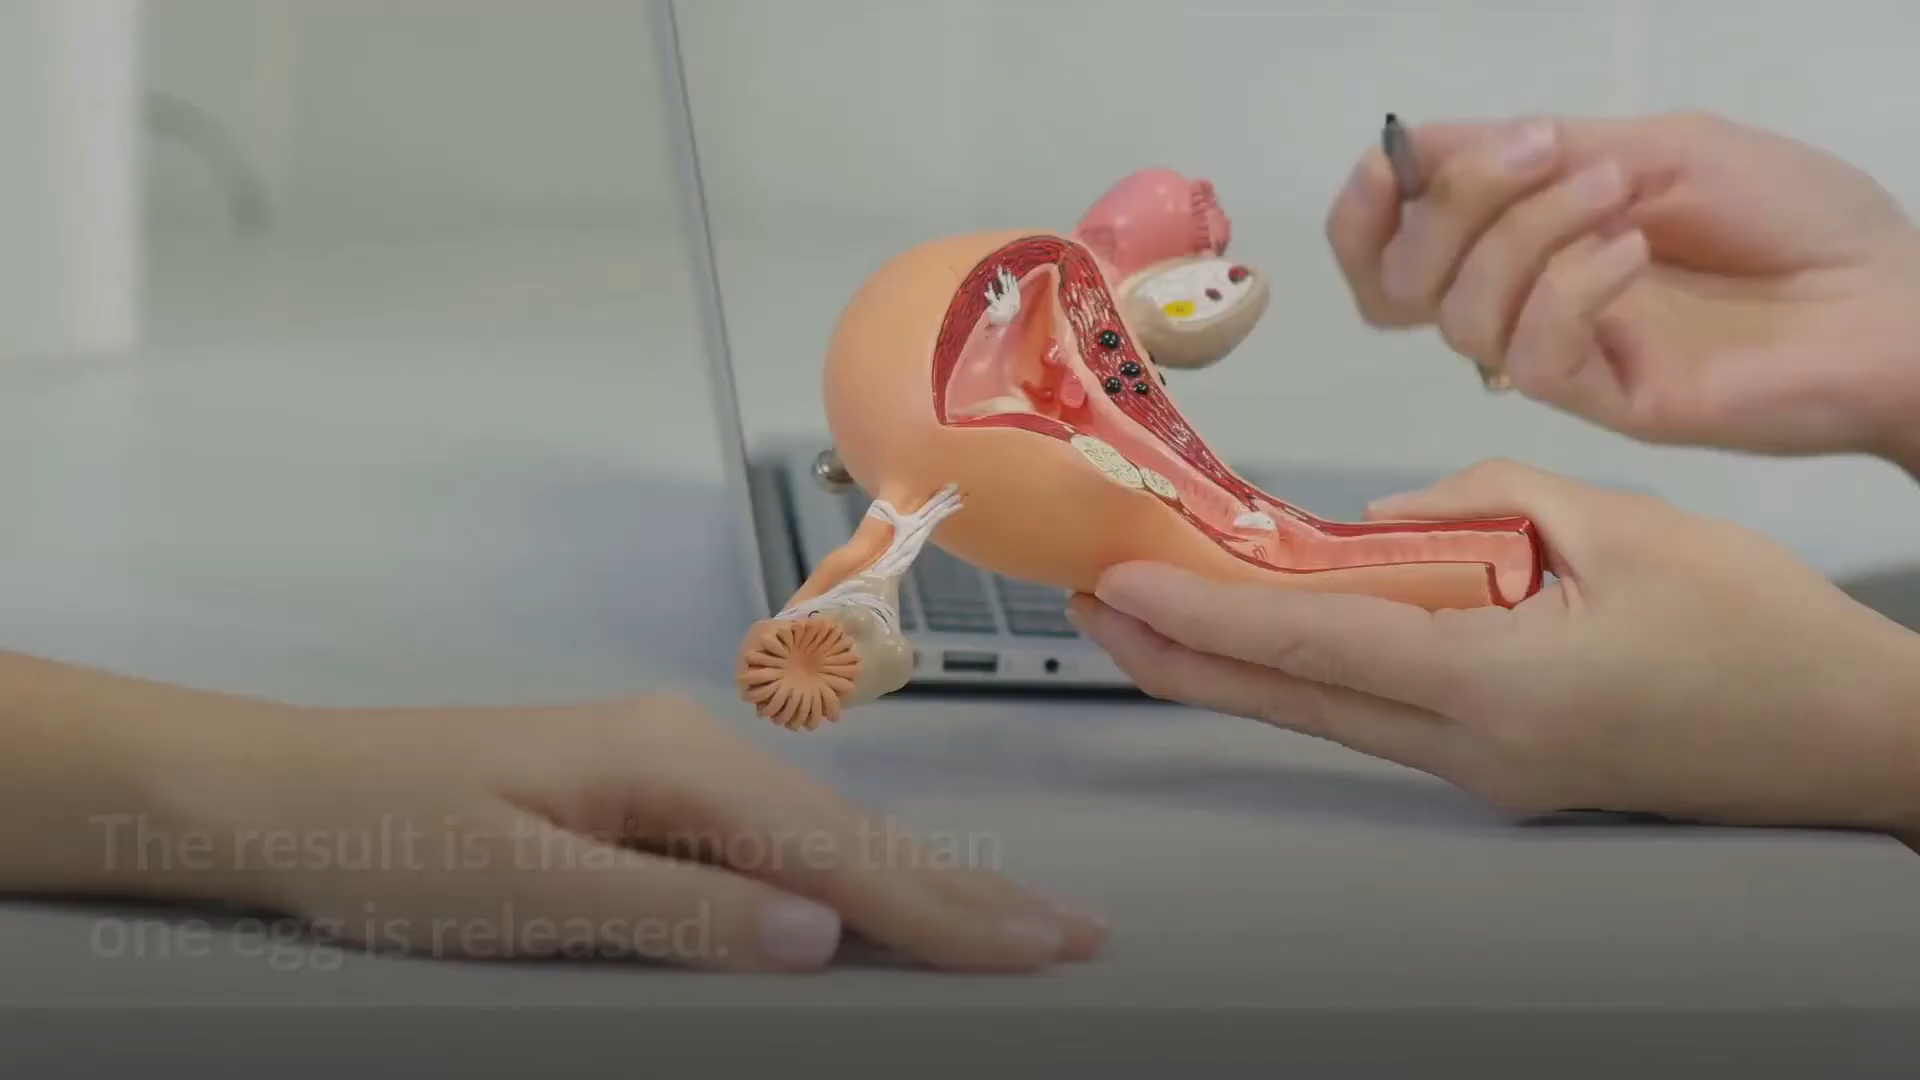 The result is that more than
one egg is released.